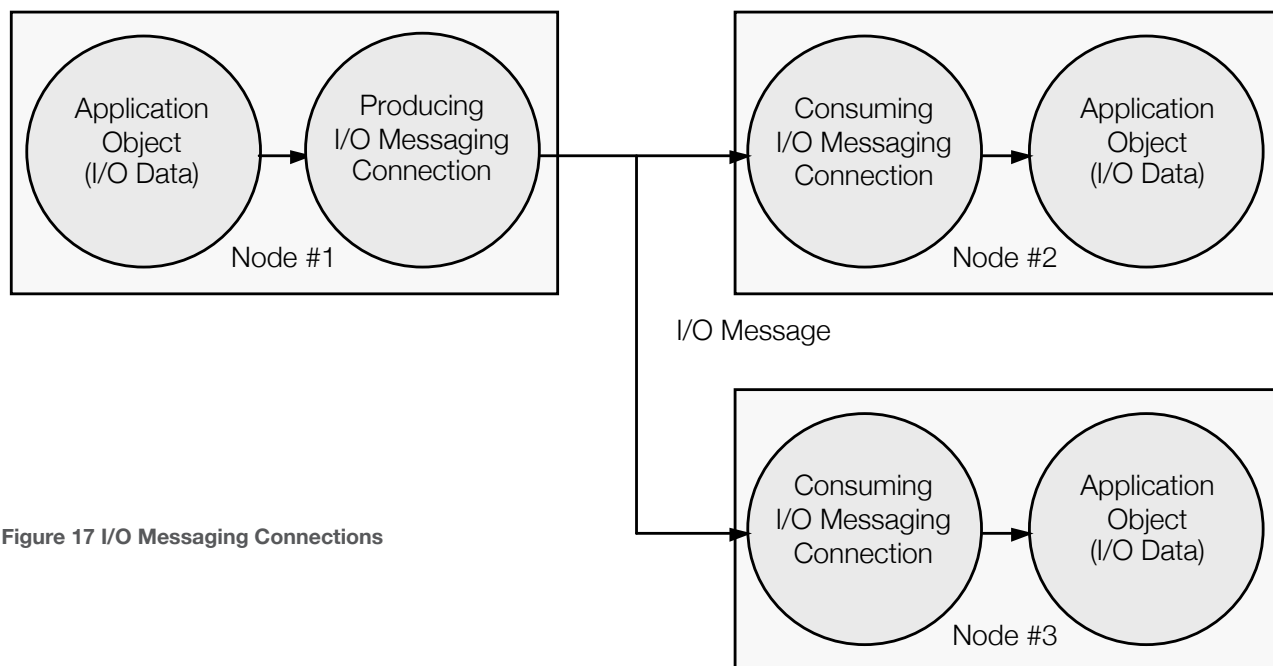 Application
Object
(I/O Data)
Producing
I/O Messaging
Connection
Node #1
Consuming
I/O Messaging
Connection
Application
Object
(I/O Data)
Node #2
I/O Message
Consuming
I/O Messaging
Connection
Application
Object
(I/O Data)
Node #3
Figure 17 I/O Messaging Connections